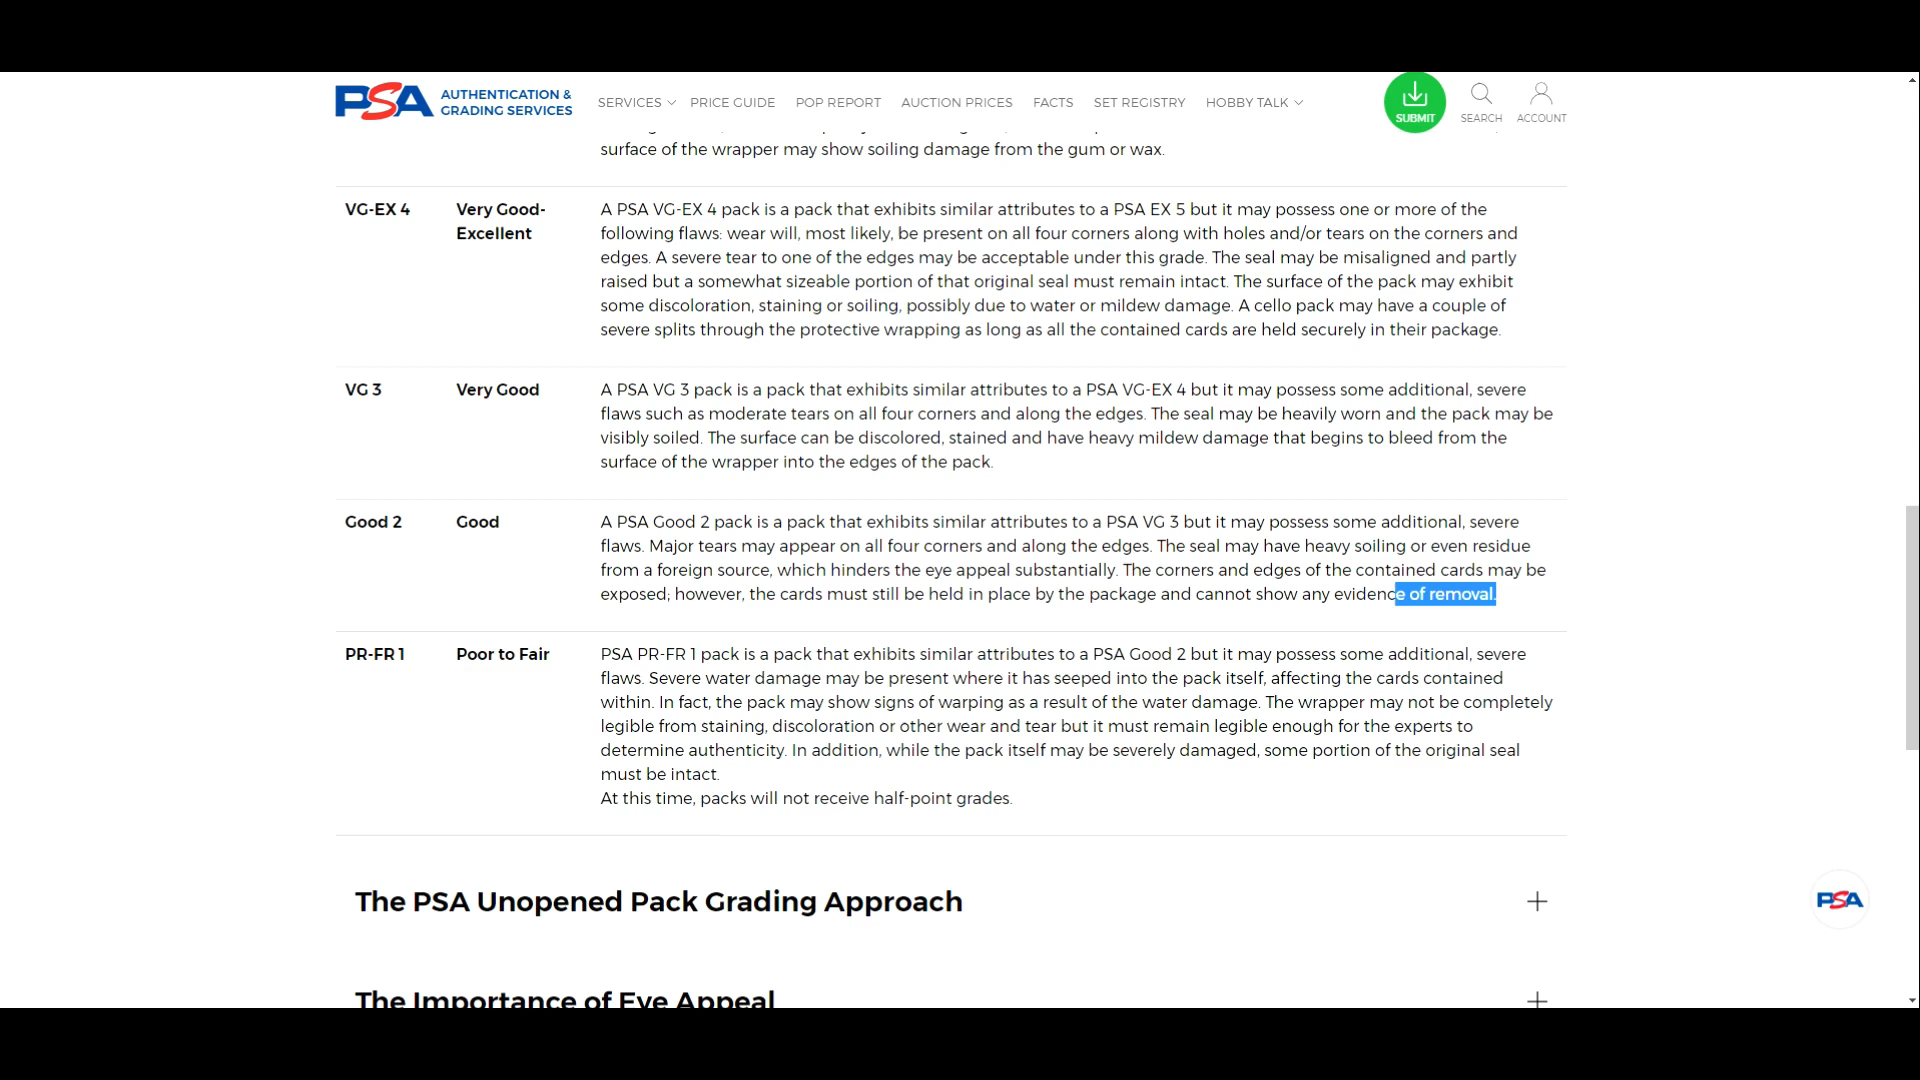 PSA AUTHENTICATION &
GRADING SERVICES
SERVICES PRICE GUIDE POP REPORT AUCTION PRICES FACTS SET REGISTRY HOBBY TALK
SUBMIT
SEARCH
ACCOUNT
surface of the wrapper may show soiling damage from the gum or wax.
VG-EX 4
Very Good-
Excellent
A PSA VG-EX 4 pack is a pack that exhibits similar attributes to a PSA EX 5 but it may possess one or more of the
following flaws: wear will, most likely, be present on all four corners along with holes and/or tears on the corners and
edges. A severe tear to one of the edges may be acceptable under this grade. The seal may be misaligned and partly
raised but a somewhat sizeable portion of that original seal must remain intact. The surface of the pack may exhibit
some discoloration, staining or soiling, possibly due to water or mildew damage. A cello pack may have a couple of
severe splits through the protective wrapping as long as all the contained cards are held securely in their package.
VG 3
Very Good
A PSA VG 3 pack is a pack that exhibits similar attributes to a PSA VG-EX 4 but it may possess some additional, severe
flaws such as moderate tears on all four corners and along the edges. The seal may be heavily worn and the pack may be
visibly soiled. The surface can be discolored, stained and have heavy mildew damage that begins to bleed from the
surface of the wrapper into the edges of the pack.
Good 2
Good
A PSA Good 2 pack is a pack that exhibits similar attributes to a PSA VG 3 but it may possess some additional, severe
flaws. Major tears may appear on all four corners and along the edges. The seal may have heavy soiling or even residue
from a foreign source, which hinders the eye appeal substantially. The corners and edges of the contained cards may be
exposed; however, the cards must still be held in place by the package and cannot show any evidence of removal.
PR-FR 1
Poor to Fair
PSA PR-FR 1 pack is a pack that exhibits similar attributes to a PSA Good 2 but it may possess some additional, severe
flaws. Severe water damage may be present where it has seeped into the pack itself, affecting the cards contained
within. In fact, the pack may show signs of warping as a result of the water damage. The wrapper may not be completely
legible from staining, discoloration or other wear and tear but it must remain legible enough for the experts to
determine authenticity. In addition, while the pack itself may be severely damaged, some portion of the original seal
must be intact.
At this time, packs will not receive half-point grades.
The PSA Unopened Pack Grading Approach
PSA
The Importance of Eye Appeal